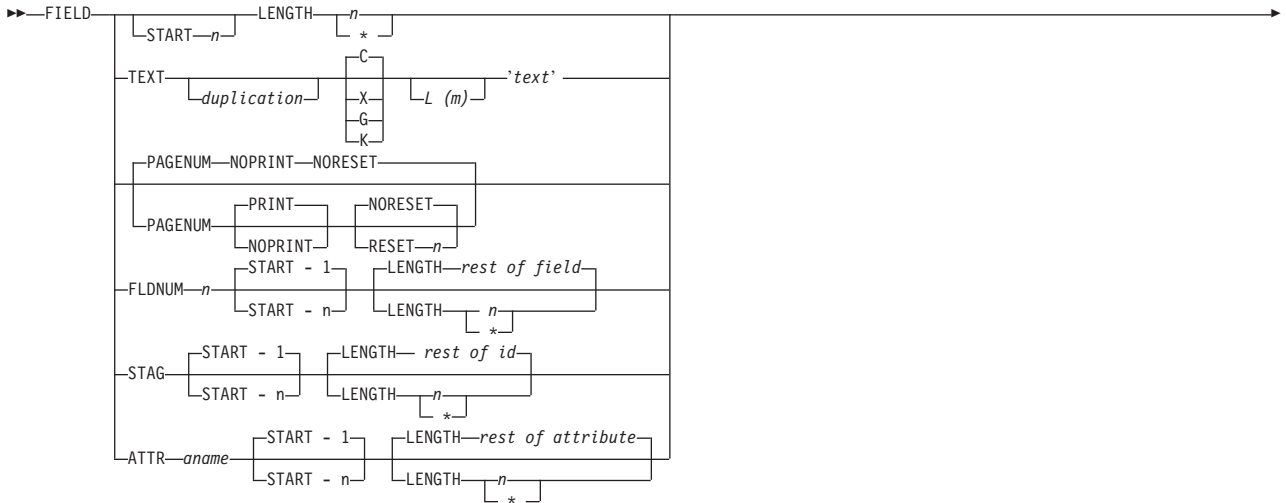 FIELD LENGTH n
START n *
TEXT C 'text'
duplication X L (m)
G
K
PAGENUM NOPRINT NORESET
PRINT NORESET
PAGENUM
NOPRINT RESET n
START - 1 LENGTH rest of field
FLDNUM n
START - n LENGTH n
*
START - 1 LENGTH rest of id
STAG
START - n LENGTH n
*
START - 1 LENGTH rest of attribute
ATTR aname
START - n LENGTH n
*